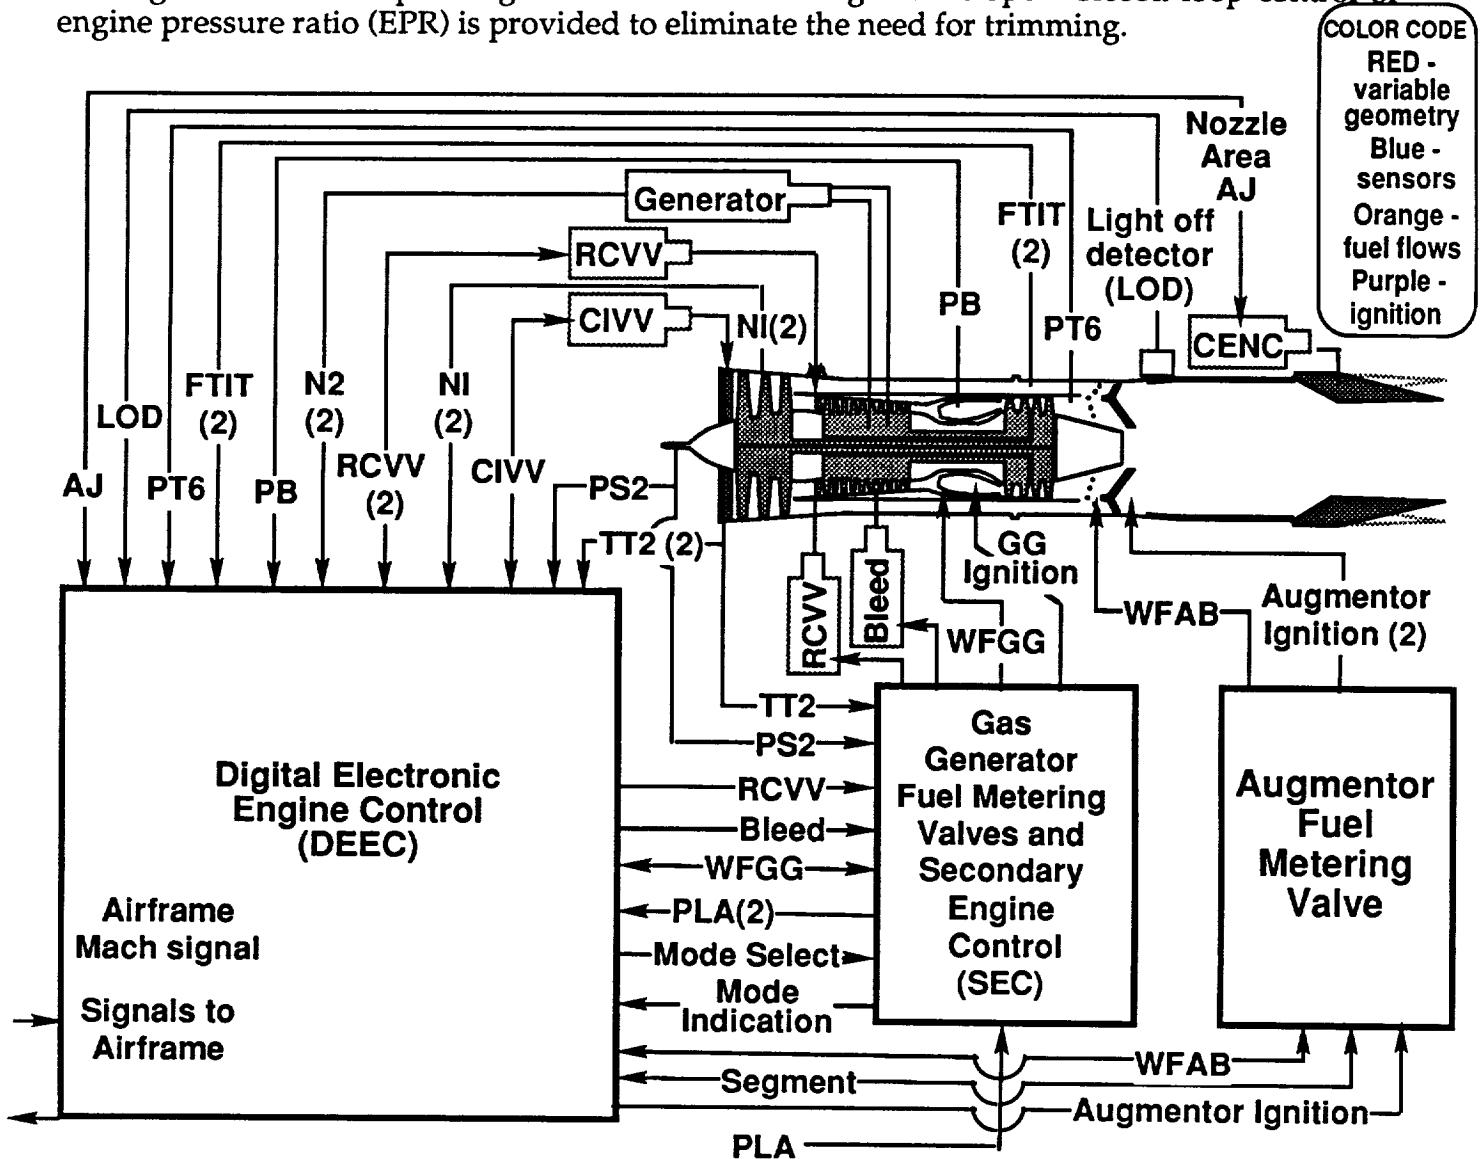 engine pressure ratio (EPR) is provided to eliminate the need for trimming.
COLOR CODE
RED -
variable
geometry
Blue -
sensors
Orange -
fuel flows
Purple -
ignition
Nozzle
Area
AJ
Generator
FTIT
(2)
Light off
detector
(LOD)
RCVV
CIVV
NI(2)
PB
PT6
CENC
AJ
LOD
PT6
FTIT
(2)
PB
N2
(2)
RCVV
(2)
NI
(2)
CIVV
PS2
TT2 (2)
RCVV
Bleed
GG
Ignition
WFGG
WFAB
Augmentor
Ignition (2)
Digital Electronic
Engine Control
(DEEC)
Airframe
Mach signal
Signals to
Airframe
TT2
PS2
RCVV
Bleed
WFGG
PLA(2)
Mode Select
Mode
Indication
Gas
Generator
Fuel Metering
Valves and
Secondary
Engine
Control
(SEC)
Augmentor
Fuel
Metering
Valve
WFAB
Segment
Augmentor Ignition
PLA